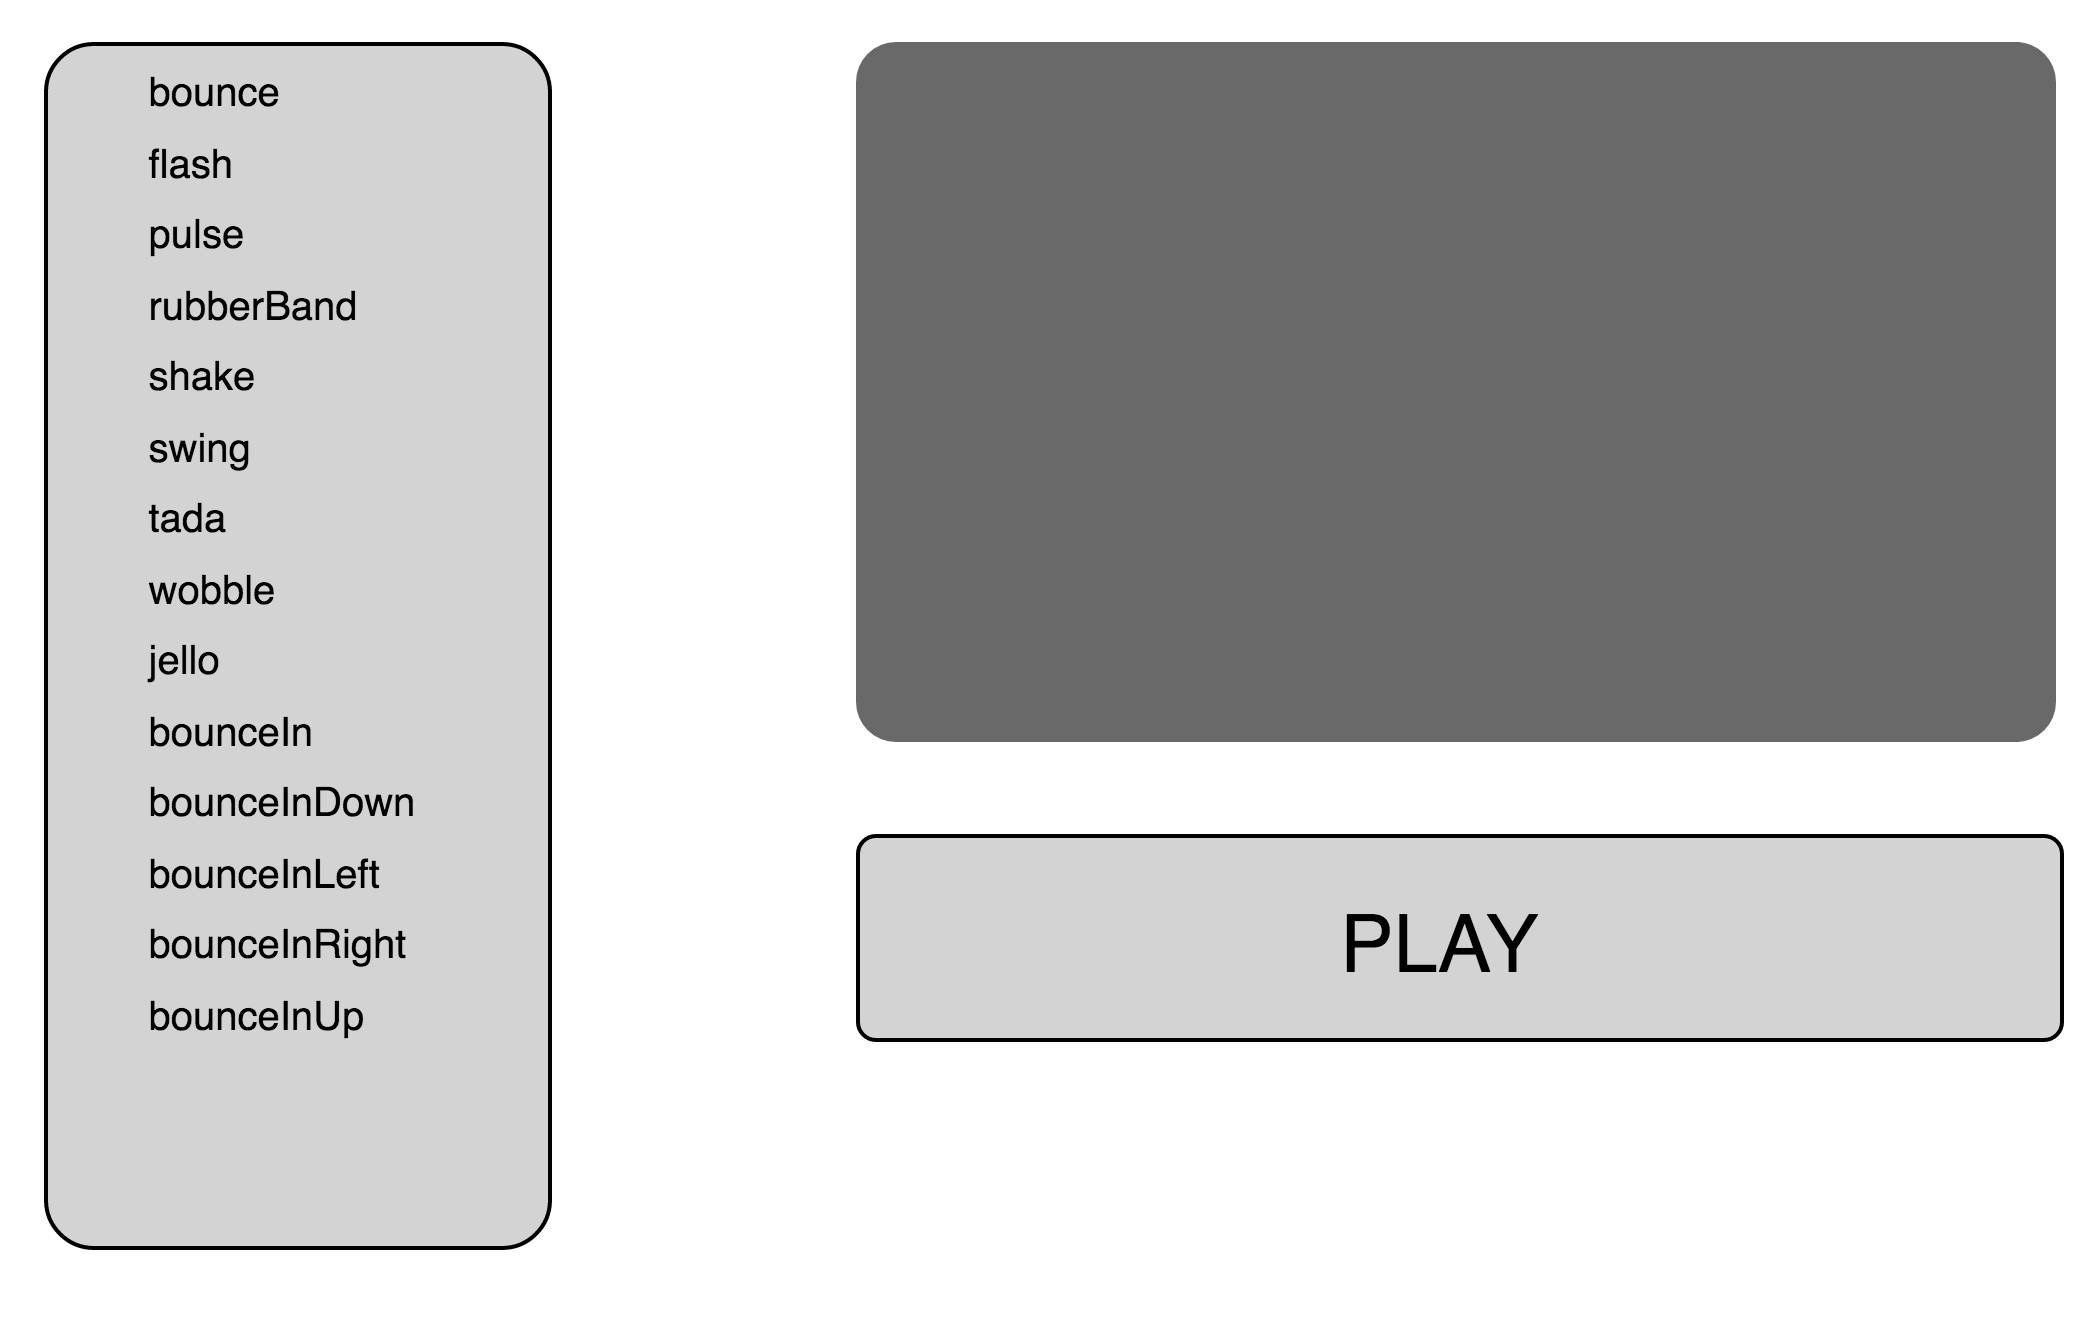 bounce
flash
pulse
rubberBand
shake
swing
tada
wobble
jello
bounceIn
bounceInDown
bounceInLeft
bounceInRight
bounceInUp
PLAY